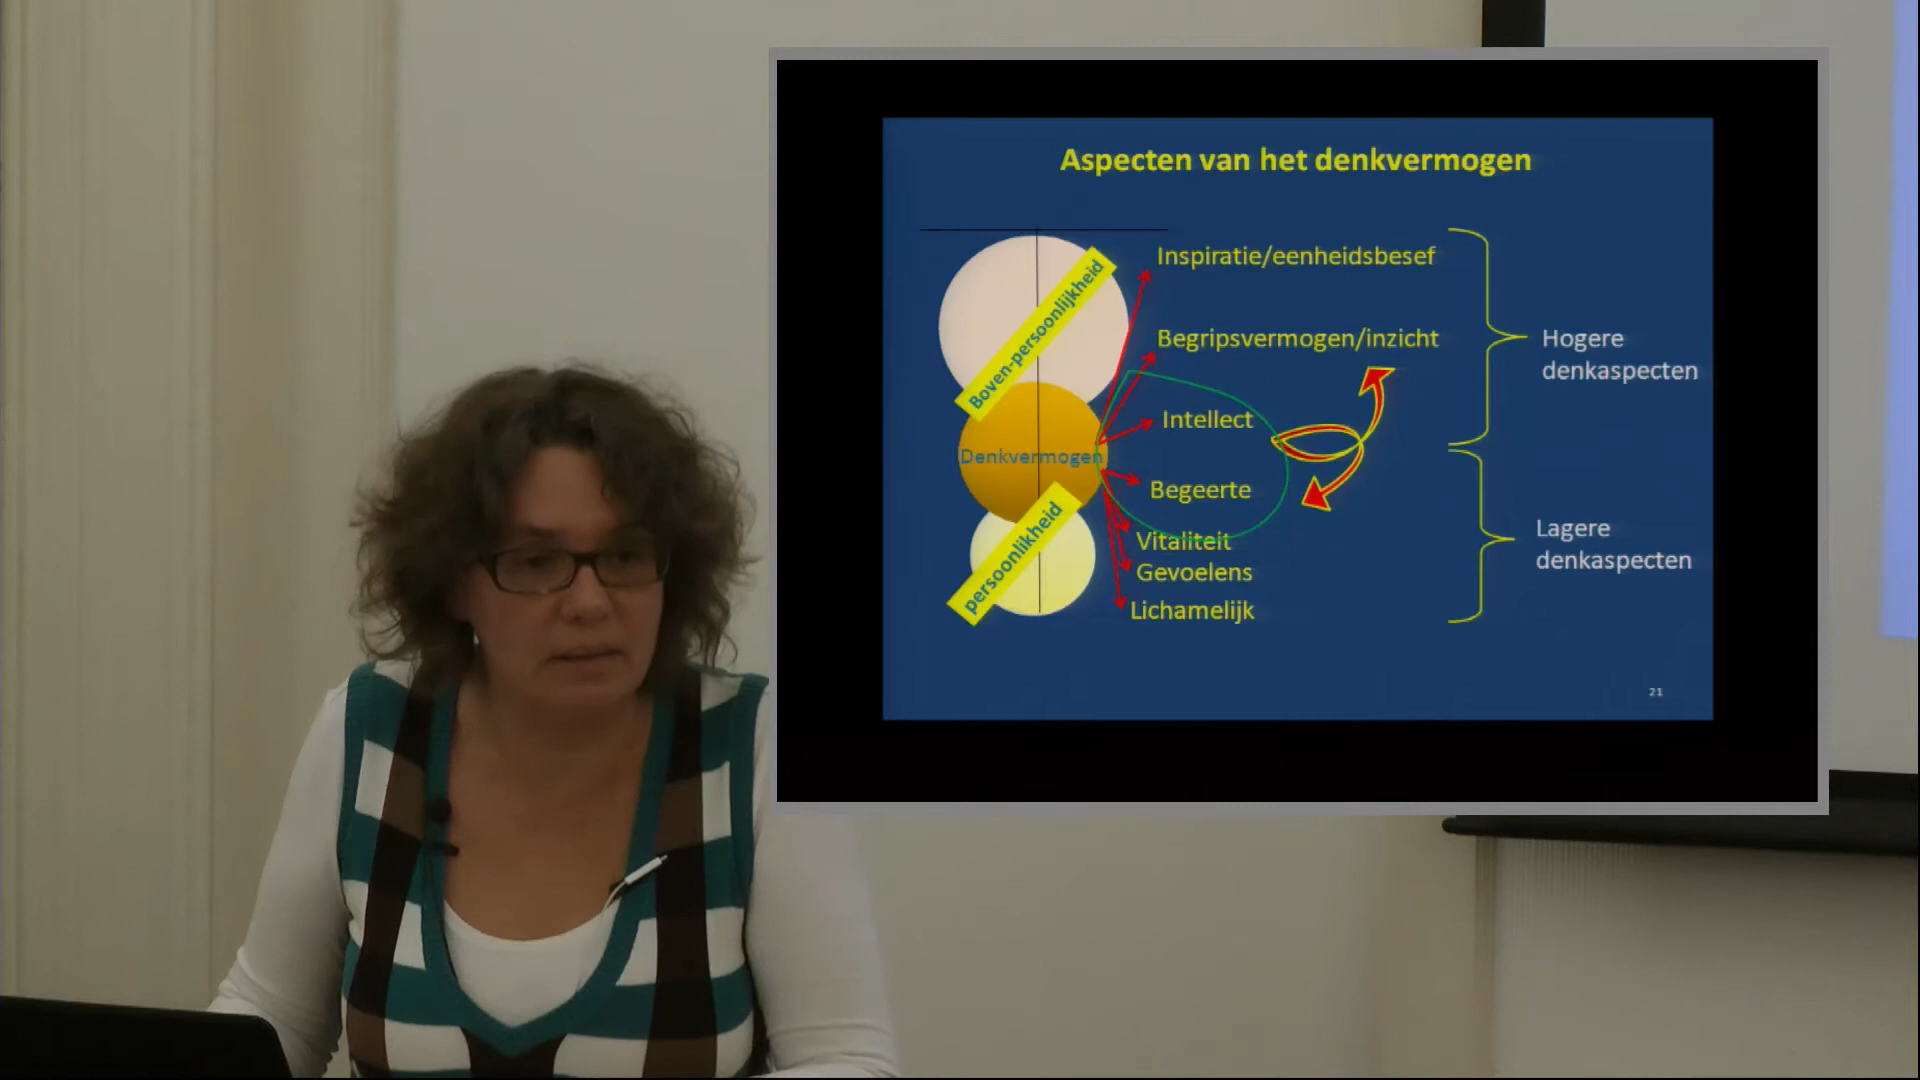 Aspecten van het denkvermogen
Inspiratie/eenheidsbesef
Boven-persoonlijkheid
Begripsvermogen/inzicht
Hogere
denkaspecten
Intellect
Denkvermogen
Begeerte
persoonlikheid
Vitaliteit
Gevoelens
Lichamelijk
Lagere
denkaspecten
21